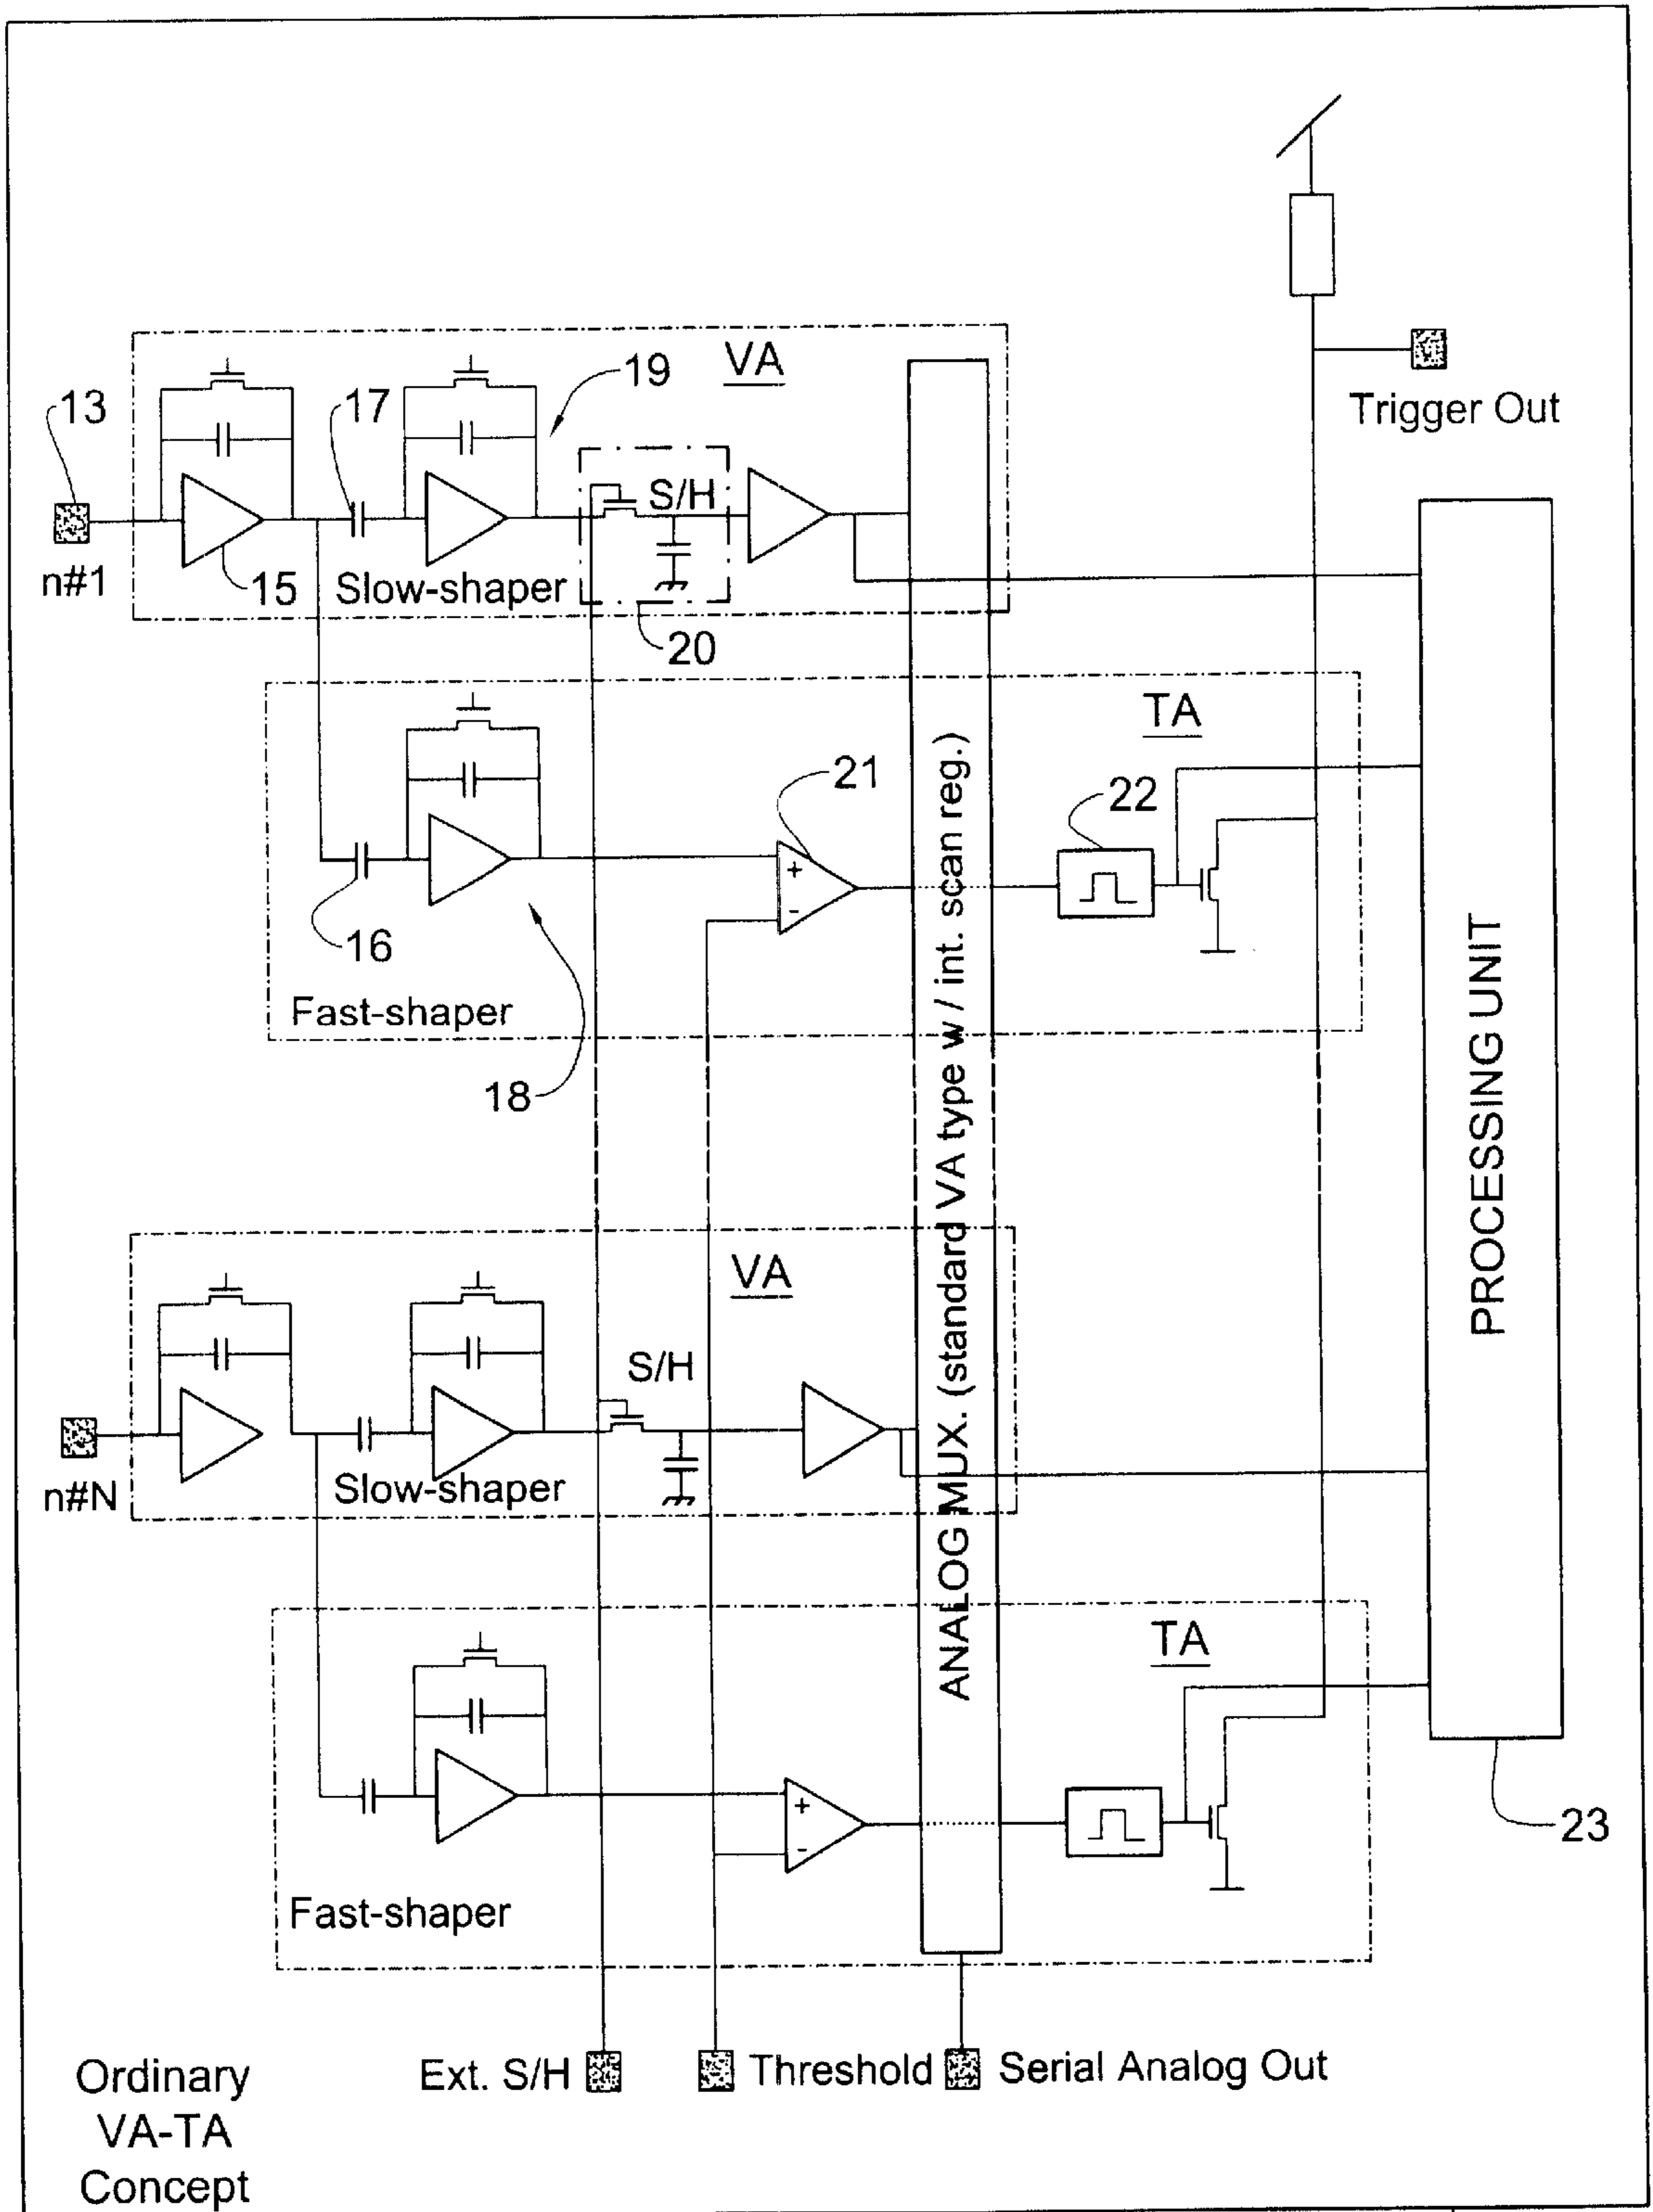 VA
19
13
17
Trigger Out
S/H
n#1
15
Slow-shaper
20
TA
21
22
+
-
16
Fast-shaper
18
ANALOG MUX. (standard VA type w / int. scan reg.)
PROCESSING UNIT
VA
S/H
n#N
Slow-shaper
TA
+
-
23
Fast-shaper
Ext. S/H
Threshold
Serial Analog Out
Ordinary
VA-TA
Concept